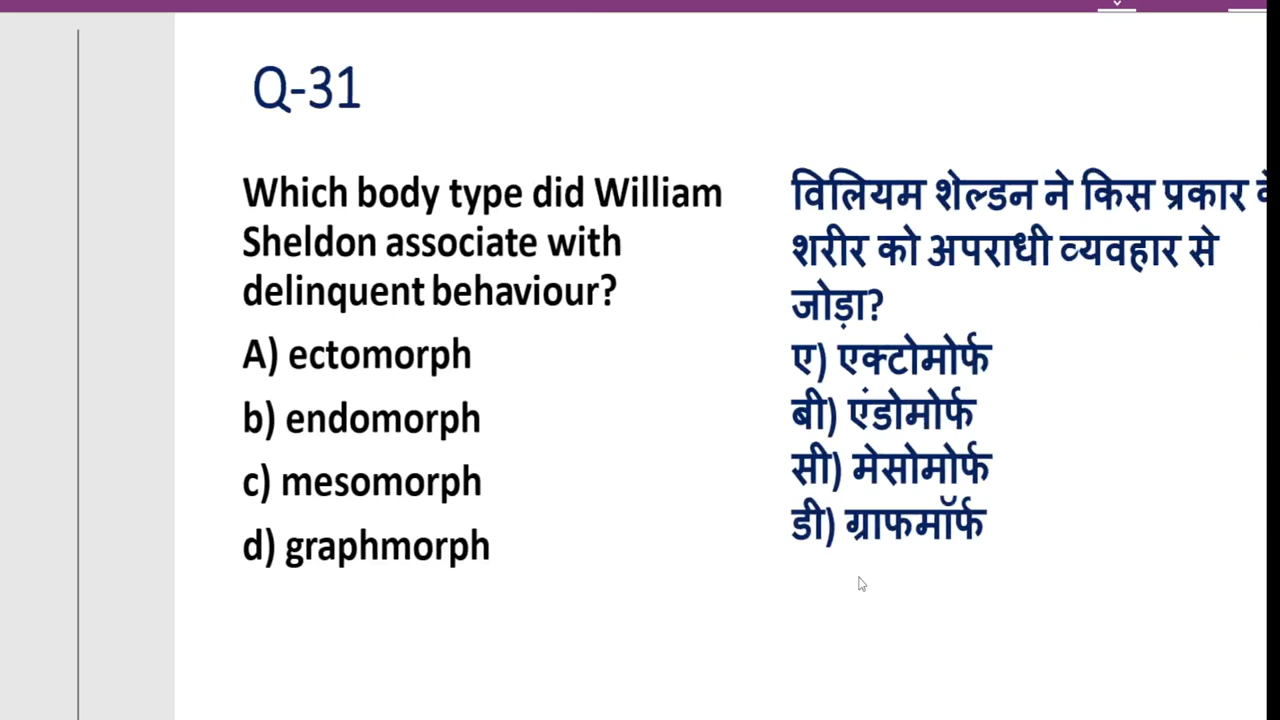 Q-31
Which body type did William
Sheldon associate with
delinquent behaviour?
A) ectomorph
b) endomorph
c) mesomorph
d) graphmorph
विलियम शेल्डन ने किस प्रकार
शरीर को अपराधी व्यवहार से
जोड़ा?
ए) एक्टोमोर्फ
बी) एंडोमोर्फ
सी) मेसोमोर्फ
डी) ग्राफमॉर्फ